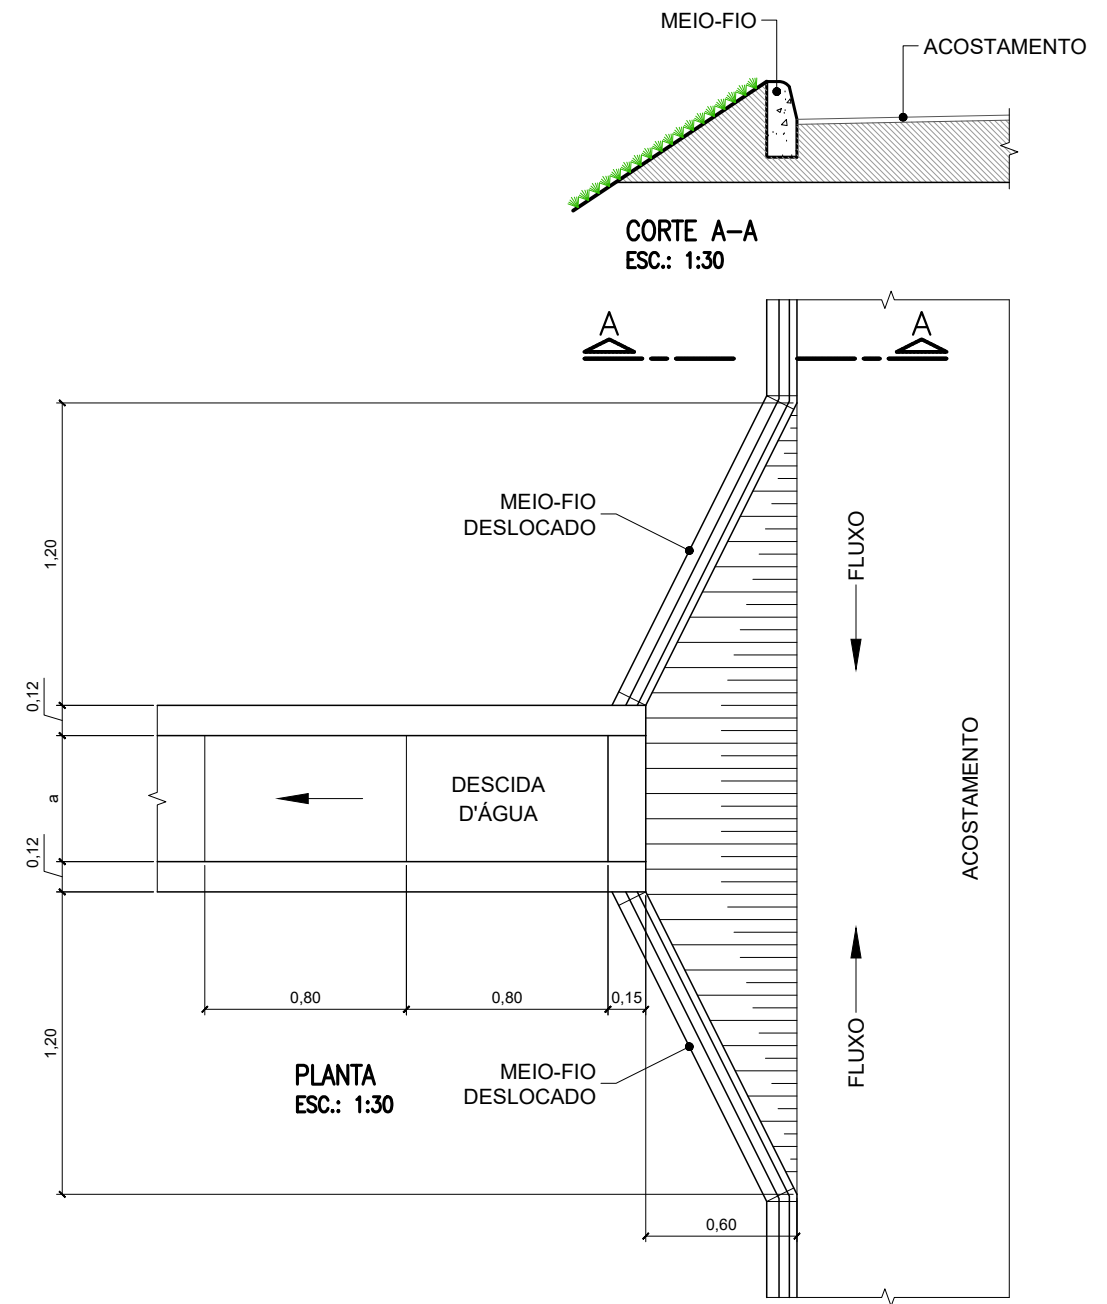 MEIO-FIO
ACOSTAMENTO
CORTE A-A
ESC.: 1:30
A
A
MEIO-FIO
DESLOCADO
1,20
FLUXO
0,12
ACOSTAMENTO
DESCIDA
D'ÁGUA
a
0,12
0,80
0,80
0,15
1,20
FLUXO
MEIO-FIO
DESLOCADO
PLANTA
ESC.: 1:30
0,60